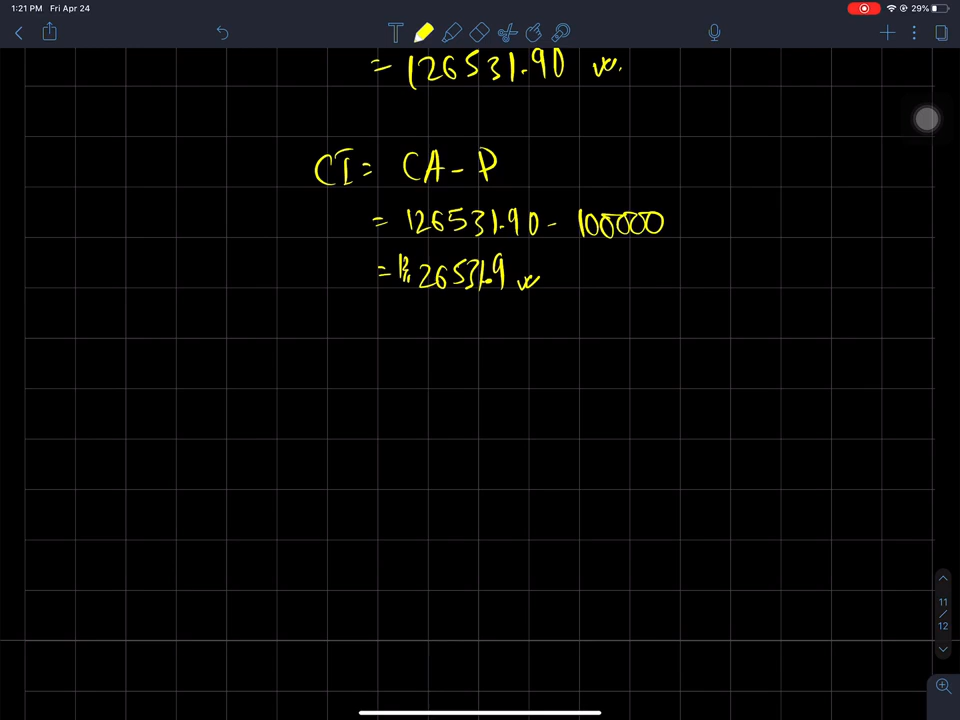 1:21 PM Fri Apr 24 29%
T
= 126531.90
CI = CA - P
= 126531.90 - 100000
= 26531.9
11
/
12